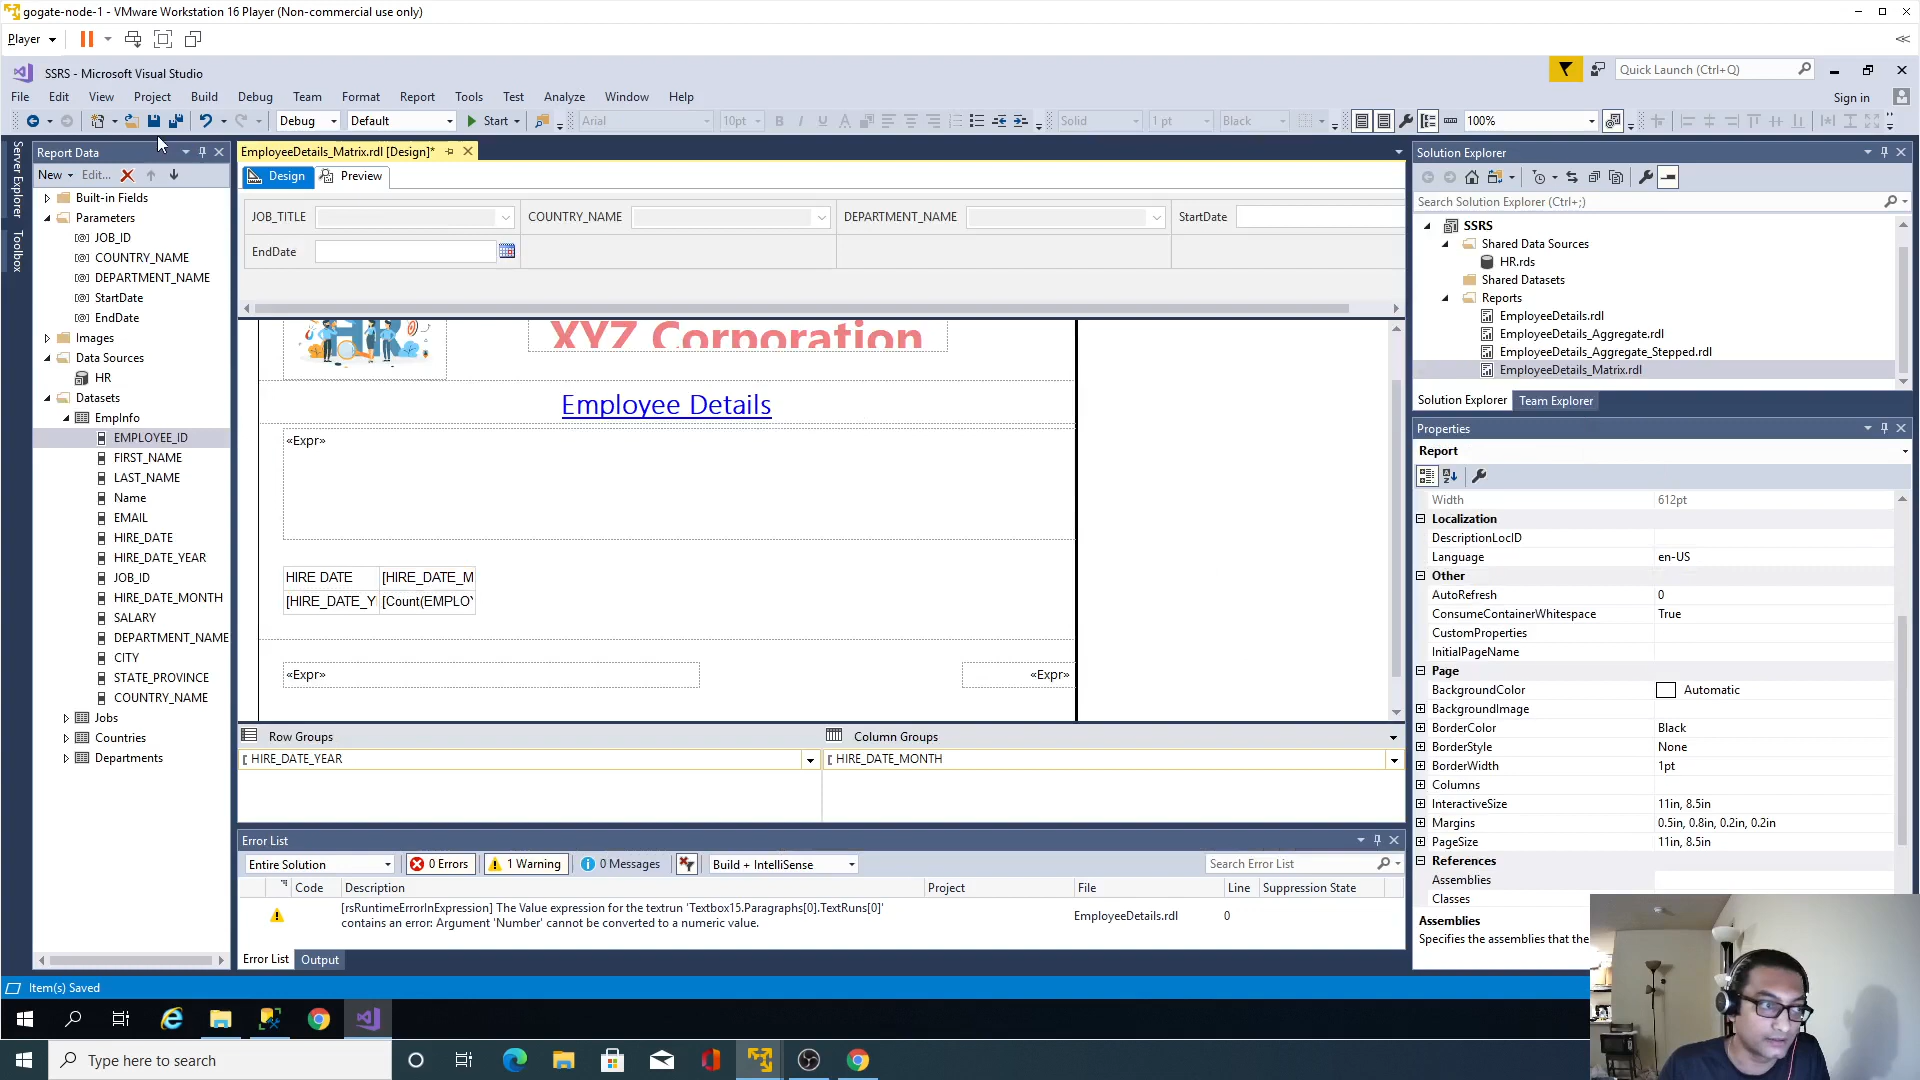 gogate-node-1 - VMware Workstation 16 Player (Non-commercial use only)
Player
SSRS - Microsoft Visual Studio
Quick Launch (Ctrl+Q)
File Edit View Project Build Debug Team Format Report Tools Test Analyze Window Help
Sign in
Debug Default Start Arial 10pt B I U A Solid 1 pt Black 100%
Server Explorer
Toolbox
Report Data
New Edit...
Built-in Fields
Parameters
JOB_ID
COUNTRY_NAME
DEPARTMENT_NAME
StartDate
EndDate
Images
Data Sources
HR
Datasets
EmpInfo
EMPLOYEE_ID
FIRST_NAME
LAST_NAME
Name
EMAIL
HIRE_DATE
HIRE_DATE_YEAR
JOB_ID
HIRE_DATE_MONTH
SALARY
DEPARTMENT_NAME
CITY
STATE_PROVINCE
COUNTRY_NAME
Jobs
Countries
Departments
EmployeeDetails_Matrix.rdl [Design]*
Design Preview
JOB_TITLE COUNTRY_NAME DEPARTMENT_NAME StartDate
EndDate
XYZ Corporation
Employee Details
«Expr»
HIRE DATE [HIRE_DATE_M
[HIRE_DATE_Y [Count(EMPLO
«Expr» «Expr»
Row Groups Column Groups
HIRE_DATE_YEAR HIRE_DATE_MONTH
Error List
Entire Solution 0 Errors 1 Warning 0 Messages Build + IntelliSense Search Error List
Code Description Project File Line Suppression State
[rsRuntimeErrorInExpression] The Value expression for the textrun 'Textbox15.Paragraphs[0].TextRuns[0]'
contains an error: Argument 'Number' cannot be converted to a numeric value.
EmployeeDetails.rdl 0
Error List Output
Solution Explorer
Search Solution Explorer (Ctrl+;)
SSRS
Shared Data Sources
HR.rds
Shared Datasets
Reports
EmployeeDetails.rdl
EmployeeDetails_Aggregate.rdl
EmployeeDetails_Aggregate_Stepped.rdl
EmployeeDetails_Matrix.rdl
Solution Explorer Team Explorer
Properties
Report
Width 612pt
Localization
DescriptionLocID
Language en-US
Other
AutoRefresh 0
ConsumeContainerWhitespace True
CustomProperties
InitialPageName
Page
BackgroundColor Automatic
BackgroundImage
BorderColor Black
BorderStyle None
BorderWidth 1pt
Columns
InteractiveSize 11in, 8.5in
Margins 0.5in, 0.8in, 0.2in, 0.2in
PageSize 11in, 8.5in
References
Assemblies
Classes
Assemblies
Specifies the assemblies that the
Item(s) Saved
Type here to search